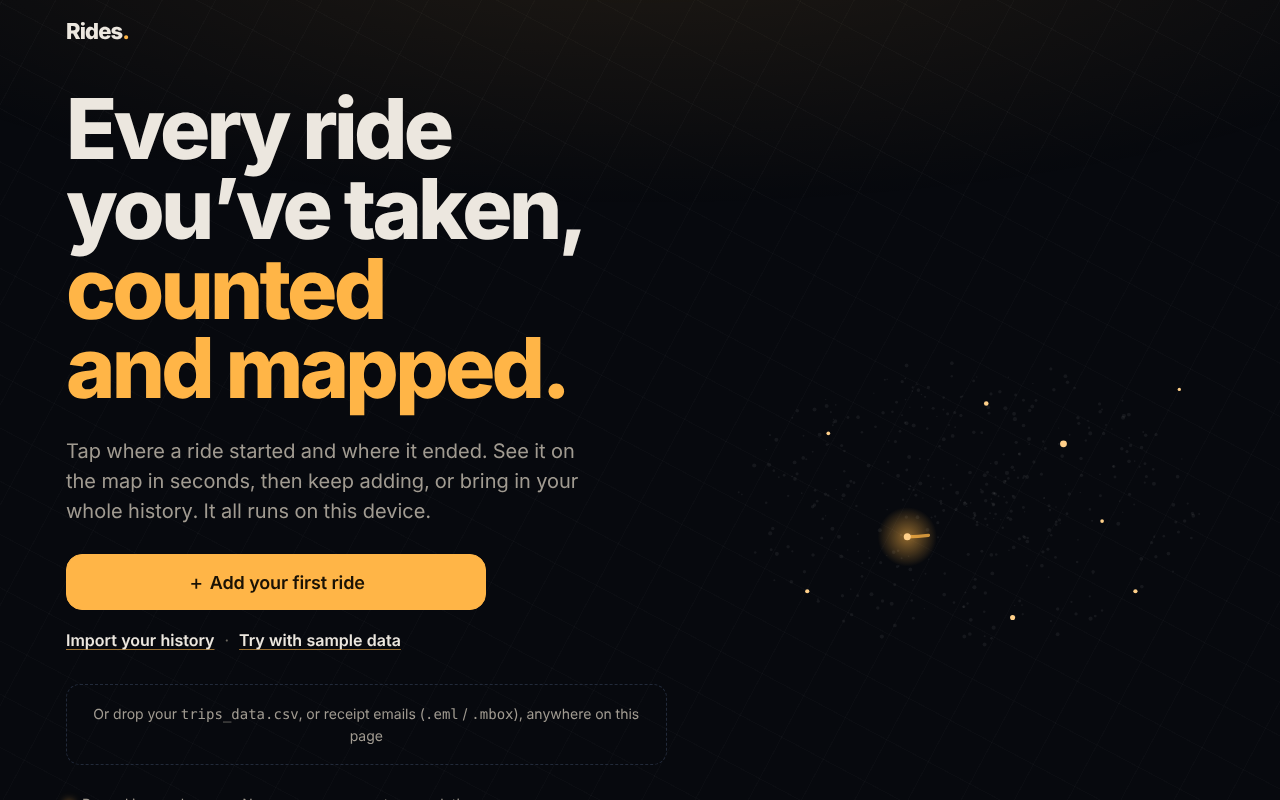 Rides.
Every ride
you’ve taken,
counted
and mapped.
Tap where a ride started and where it ended. See it on
the map in seconds, then keep adding, or bring in your
whole history. It all runs on this device.
+ Add your first ride
Import your history · Try with sample data
Or drop your trips_data.csv, or receipt emails (.eml / .mbox), anywhere on this
page